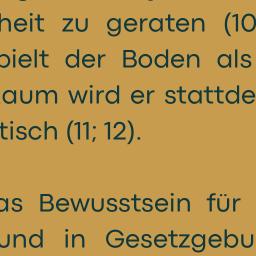 heit zu geraten (10
pielt der Boden als
aum wird er stattde
tisch (11; 12).
as Bewusstsein für
und in Gesetzgebu